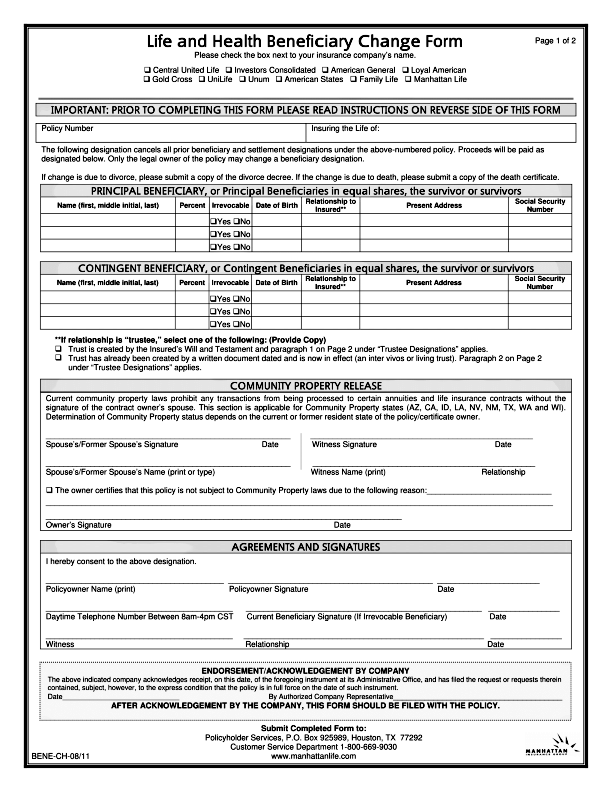 Life and Health Beneficiary Change Form
Page 1 of 2
Please check the box next to your insurance company's name.
❑ Central United Life ❑ Investors Consolidated ❑ American General ❑ Loyal American
❑ Gold Cross ❑ UniLife ❑ Unum ❑ American States ❑ Family Life ❑ Manhattan Life
IMPORTANT: PRIOR TO COMPLETING THIS FORM PLEASE READ INSTRUCTIONS ON REVERSE SIDE OF THIS FORM
Policy Number Insuring the Life of:
The following designation cancels all prior beneficiary and settlement designations under the above-numbered policy. Proceeds will be paid as
designated below. Only the legal owner of the policy may change a beneficiary designation.
If change is due to divorce, please submit a copy of the divorce decree. If the change is due to death, please submit a copy of the death certificate.
PRINCIPAL BENEFICIARY, or Principal Beneficiaries in equal shares, the survivor or survivors
Name (first, middle initial, last) Percent Irrevocable Date of Birth Relationship to Insured** Present Address Social Security Number
❑Yes ❑No
❑Yes ❑No
❑Yes ❑No
CONTINGENT BENEFICIARY, or Contingent Beneficiaries in equal shares, the survivor or survivors
Name (first, middle initial, last) Percent Irrevocable Date of Birth Relationship to Insured** Present Address Social Security Number
❑Yes ❑No
❑Yes ❑No
❑Yes ❑No
**If relationship is "trustee," select one of the following: (Provide Copy)
❑ Trust is created by the Insured's Will and Testament and paragraph 1 on Page 2 under "Trustee Designations" applies.
❑ Trust has already been created by a written document dated and is now in effect (an inter vivos or living trust). Paragraph 2 on Page 2
under "Trustee Designations" applies.
COMMUNITY PROPERTY RELEASE
Current community property laws prohibit any transactions from being processed to certain annuities and life insurance contracts without the
signature of the contract owner's spouse. This section is applicable for Community Property states (AZ, CA, ID, LA, NV, NM, TX, WA and WI).
Determination of Community Property status depends on the current or former resident state of the policy/certificate owner.
Spouse's/Former Spouse's Signature Date Witness Signature Date
Spouse's/Former Spouse's Name (print or type) Witness Name (print) Relationship
❑ The owner certifies that this policy is not subject to Community Property laws due to the following reason:
Owner's Signature Date
AGREEMENTS AND SIGNATURES
I hereby consent to the above designation.
Policyowner Name (print) Policyowner Signature Date
Daytime Telephone Number Between 8am-4pm CST Current Beneficiary Signature (If Irrevocable Beneficiary) Date
Witness Relationship Date
ENDORSEMENT/ACKNOWLEDGEMENT BY COMPANY
The above indicated company acknowledges receipt, on this date, of the foregoing instrument at its Administrative Office, and has filed the request or requests therein
contained, subject, however, to the express condition that the policy is in full force on the date of such instrument.
Date By Authorized Company Representative
AFTER ACKNOWLEDGEMENT BY THE COMPANY, THIS FORM SHOULD BE FILED WITH THE POLICY.
Submit Completed Form to:
Policyholder Services, P.O. Box 925989, Houston, TX 77292
Customer Service Department 1-800-669-9030
www.manhattanlife.com
BENE-CH-08/11
MANHATTAN
INSURANCE GROUP